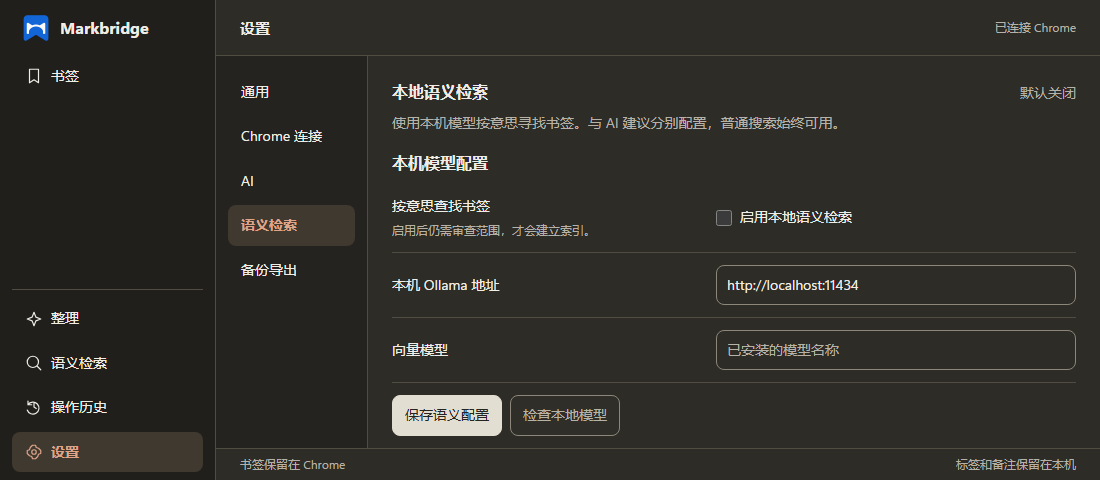 Markbridge
书签
整理
语义检索
操作历史
设置
设置
已连接 Chrome
通用
Chrome 连接
AI
语义检索
备份导出
本地语义检索
默认关闭
使用本机模型按意思寻找书签。与 AI 建议分别配置，普通搜索始终可用。
本机模型配置
按意思查找书签
启用后仍需审查范围，才会建立索引。
启用本地语义检索
本机 Ollama 地址
http://localhost:11434
向量模型
已安装的模型名称
保存语义配置
检查本地模型
书签保留在 Chrome
标签和备注保留在本机